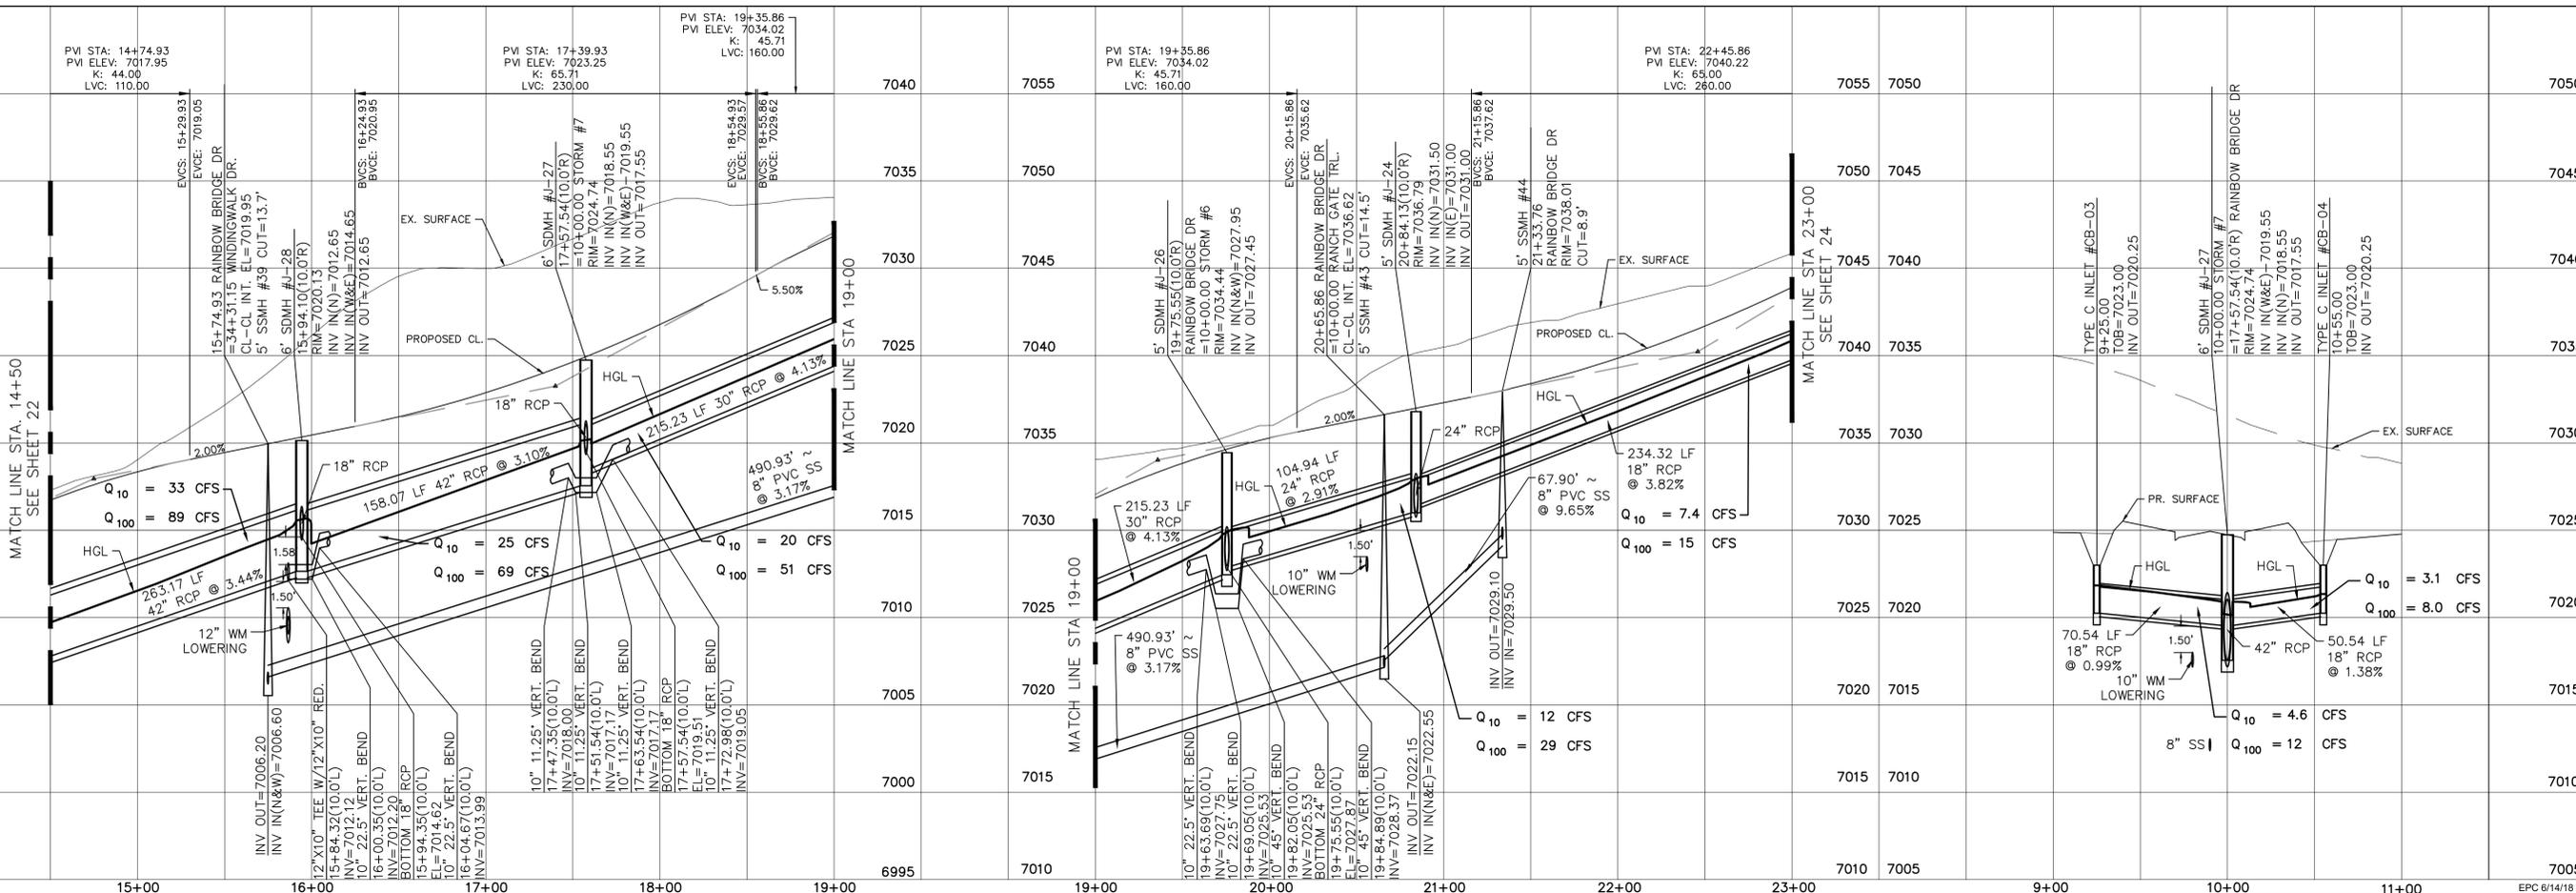 PVI STA: 14+74.93
PVI ELEV: 7017.95
K: 44.00
LVC: 110.00
PVI STA: 17+39.93
PVI ELEV: 7023.25
K: 65.71
LVC: 230.00
PVI STA: 19+35.86
PVI ELEV: 7034.02
K: 45.71
LVC: 160.00
EVCS: 15+29.93
EVCE: 7019.05
BVCS: 16+24.93
BVCE: 7020.95
EVCS: 18+54.93
EVCE: 7029.57
BVCS: 18+55.86
BVCE: 7029.62
15+74.93 RAINBOW BRIDGE DR
=34+31.15 WINDINGWALK DR.
CL-CL INT. EL=7019.95
5' SSMH #39 CUT=13.7'
6' SDMH #J-28
15+94.10(10.0'R)
RIM=7020.13
INV IN(N)=7012.65
INV IN(W&E)=7014.65
INV OUT=7012.65
6' SDMH #J-27
17+57.54(10.0'R)
=10+00.00 STORM #7
RIM=7024.74
INV IN(N)=7018.55
INV IN(W&E)-7019.55
INV OUT=7017.55
EX. SURFACE
5.50%
PROPOSED CL.
2.00%
HGL
18" RCP
215.23 LF 30" RCP @ 4.13%
18" RCP
158.07 LF 42" RCP @ 3.10%
490.93' ~
8" PVC SS
@ 3.17%
Q10 = 33 CFS
Q100 = 89 CFS
HGL
263.17 LF
42" RCP @ 3.44%
1.58'
1.50'
12" WM
LOWERING
Q10 = 25 CFS
Q100 = 69 CFS
Q10 = 20 CFS
Q100 = 51 CFS
MATCH LINE STA. 14+50
SEE SHEET 22
MATCH LINE STA 19+00
INV OUT=7006.20
INV IN(N&W)=7006.60
12"X10" TEE W/12"X10" RED.
15+84.32(10.0'L)
INV=7012.12
10" 22.5° VERT. BEND
16+00.35(10.0'L)
INV=7012.20
BOTTOM 18" RCP
15+94.35(10.0'L)
EL=7014.62
10" 22.5° VERT. BEND
16+04.67(10.0'L)
INV=7013.99
10" 11.25° VERT. BEND
17+47.35(10.0'L)
INV=7018.00
10" 11.25° VERT. BEND
17+51.54(10.0'L)
INV=7017.17
10" 11.25° VERT. BEND
17+63.54(10.0'L)
INV=7017.17
BOTTOM 18" RCP
17+57.54(10.0'L)
EL=7019.51
10" 11.25° VERT. BEND
17+72.98(10.0'L)
INV=7019.05
7040
7035
7030
7025
7020
7015
7010
7005
7000
6995
15+00
16+00
17+00
18+00
19+00
PVI STA: 19+35.86
PVI ELEV: 7034.02
K: 45.71
LVC: 160.00
PVI STA: 22+45.86
PVI ELEV: 7040.22
K: 65.00
LVC: 260.00
EVCS: 20+15.86
EVCE: 7035.62
BVCS: 21+15.86
BVCE: 7037.62
5' SDMH #J-26
19+75.55(10.0'R)
RAINBOW BRIDGE DR
=10+00.00 STORM #6
RIM=7034.44
INV IN(N&W)=7027.95
INV OUT=7027.45
20+65.86 RAINBOW BRIDGE DR
=10+00.00 RANCH GATE TRL.
CL-CL INT. EL=7036.62
5' SSMH #43 CUT=14.5'
5' SDMH #J-24
20+84.13(10.0'R)
RIM=7036.79
INV IN(N)=7031.50
INV IN(E)=7031.00
INV OUT=7031.00
5' SSMH #44
21+33.76
RAINBOW BRIDGE DR
RIM=7038.01
CUT=8.9'
EX. SURFACE
PROPOSED CL.
2.00%
HGL
24" RCP
104.94 LF
24" RCP
@ 2.91%
HGL
215.23 LF
30" RCP
@ 4.13%
1.50'
10" WM
LOWERING
67.90' ~
8" PVC SS
@ 9.65%
234.32 LF
18" RCP
@ 3.82%
Q10 = 7.4 CFS
Q100 = 15 CFS
490.93' ~
8" PVC SS
@ 3.17%
Q10 = 12 CFS
Q100 = 29 CFS
MATCH LINE STA 19+00
MATCH LINE STA 23+00
SEE SHEET 24
10" 22.5° VERT. BEND
19+63.69(10.0'L)
INV=7027.75
10" 22.5° VERT. BEND
19+69.05(10.0'L)
INV=7025.53
10" 45° VERT. BEND
19+82.05(10.0'L)
INV=7025.53
BOTTOM 24" RCP
19+75.55(10.0'L)
EL=7027.87
10" 45° VERT. BEND
19+84.89(10.0'L)
INV=7028.37
INV OUT=7022.15
INV IN(N&E)=7022.55
INV OUT=7029.10
INV IN=7029.50
7055
7050
7045
7040
7035
7030
7025
7020
7015
7010
7055
7050
7045
7040
7035
7030
7025
7020
7015
7010
19+00
20+00
21+00
22+00
23+00
7050
7045
7040
7035
7030
7025
7020
7015
7010
7005
TYPE C INLET #CB-03
9+25.00
TOB=7023.00
INV OUT=7020.25
6' SDMH #J-27
10+00.00 STORM #7
=17+57.54(10.0'R) RAINBOW BRIDGE DR
RIM=7024.74
INV IN(W&E)-7019.55
INV IN(N)=7018.55
INV OUT=7017.55
TYPE C INLET #CB-04
10+55.00
TOB=7023.00
INV OUT=7020.25
EX. SURFACE
PR. SURFACE
HGL
HGL
Q10 = 3.1 CFS
Q100 = 8.0 CFS
70.54 LF
18" RCP
@ 0.99%
1.50'
10" WM
LOWERING
42" RCP
50.54 LF
18" RCP
@ 1.38%
Q10 = 4.6 CFS
8" SS
Q100 = 12 CFS
9+00
10+00
11+00
EPC 6/14/18